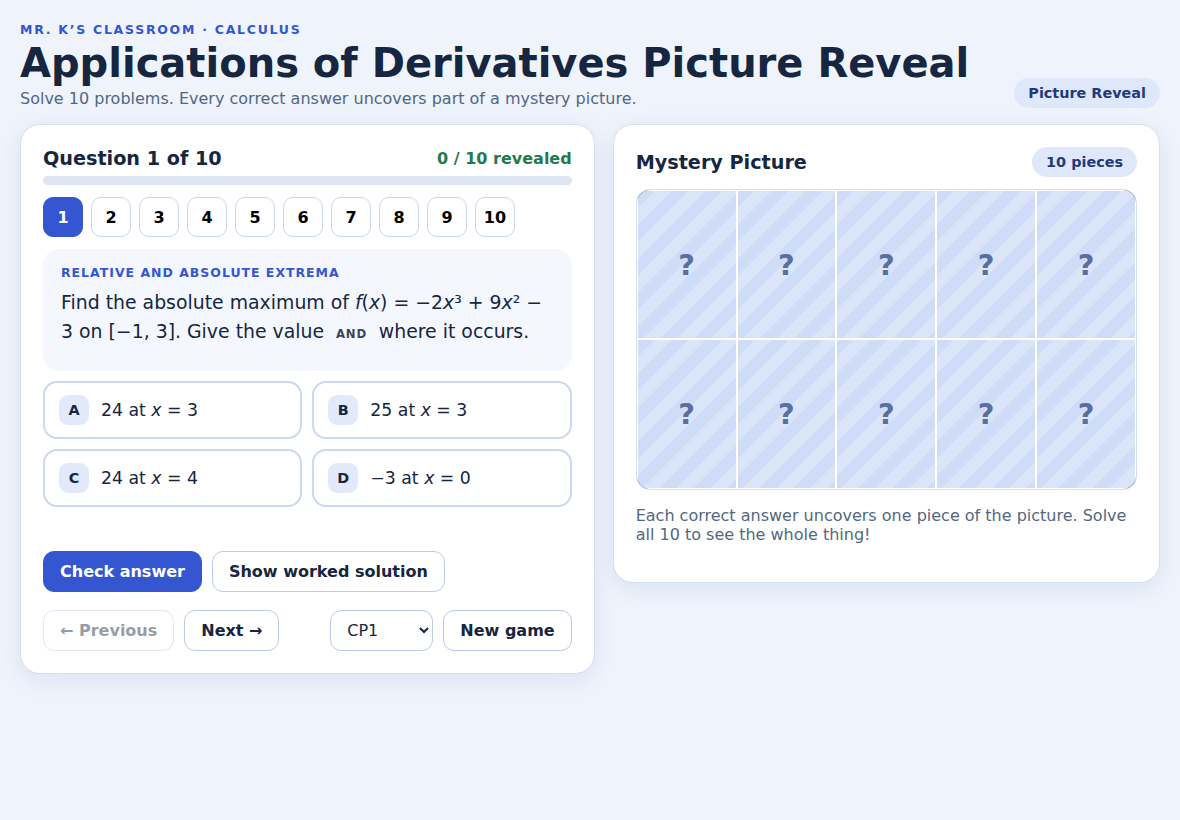 MR. K’S CLASSROOM · CALCULUS
Applications of Derivatives Picture Reveal
Solve 10 problems. Every correct answer uncovers part of a mystery picture.
Picture Reveal
Question 1 of 10
0 / 10 revealed
1 2 3 4 5 6 7 8 9 10
RELATIVE AND ABSOLUTE EXTREMA
Find the absolute maximum of f(x) = −2x³ + 9x² −
3 on [−1, 3]. Give the value AND where it occurs.
A 24 at x = 3
B 25 at x = 3
C 24 at x = 4
D −3 at x = 0
Check answer
Show worked solution
← Previous
Next →
CP1
New game
Mystery Picture
10 pieces
? ? ? ? ?
? ? ? ? ?
Each correct answer uncovers one piece of the picture. Solve
all 10 to see the whole thing!